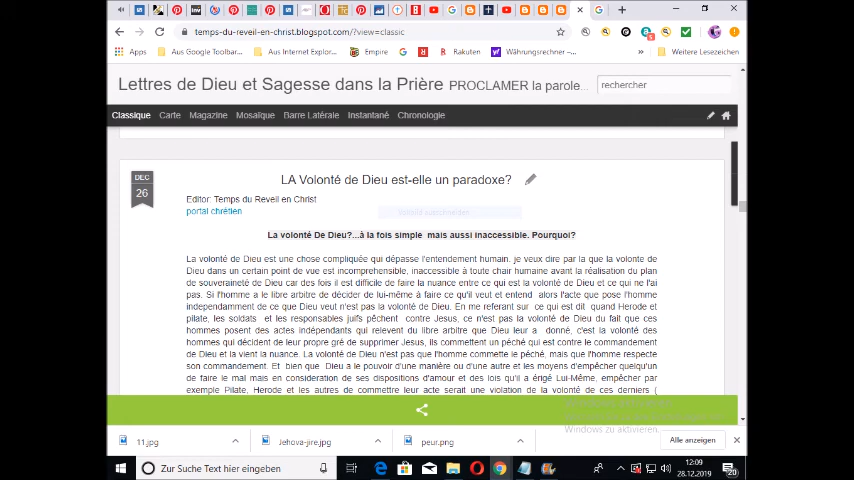 temps-du-reveil-en-christ.blogspot.com/?view=classic
Apps Aus Google Toolbar... Aus Internet Explor... Empire Rakuten Währungsrechner –... » Weitere Lesezeichen
Lettres de Dieu et Sagesse dans la Prière PROCLAMER la parole... rechercher
Classique Carte Magazine Mosaïque Barre Latérale Instantané Chronologie
DEC
26
LA Volonté de Dieu est-elle un paradoxe?
Editor: Temps du Reveil en Christ
portal chrétien
La volonté De Dieu?...à la fois simple mais aussi inaccessible. Pourquoi?
La volonté de Dieu est une chose compliquée qui dépasse l'entendement humain. je veux dire par la que la volonte de
Dieu dans un certain point de vue est incomprehensible, inaccessible à toute chair humaine avant la réalisation du plan
de souveraineté de Dieu car des fois il est difficile de faire la nuance entre ce qui est la volonté de Dieu et ce qui ne l'ai
pas. Si l'homme a le libre arbitre de décider de lui-même à faire ce qu'il veut et entend alors l'acte que pose l'homme
independamment de ce que Dieu veut n'est pas la volonté de Dieu. En me referant sur ce qui est dit quand Herode et
pilate, les soldats et les responsables juifs pêchent contre Jesus, ce n'est pas la volonté de Dieu du fait que ces
hommes posent des actes indépendants qui relevent du libre arbitre que Dieu leur a donné, c'est la volonté des
hommes qui décident de leur propre gré de supprimer Jesus, ils commettent un péché qui est contre le commandement
de Dieu et la vient la nuance. La volonté de Dieu n'est pas que l'homme commette le péché, mais que l'homme respecte
son commandement. Et bien que Dieu a le pouvoir d'une manière ou d'une autre et les moyens d'empêcher quelqu'un
de faire le mal mais en consideration de ses dispositions d'amour et des lois qu'il a érigé Lui-Même, empêcher par
exemple Pilate, Herode et les autres de commettre leur acte serait une violation de la volonté de ces derniers (
Windows zu aktivieren.
11.jpg Jehova-jire.jpg peur.png Alle anzeigen
Zur Suche Text hier eingeben
12:09
28.12.2019
20